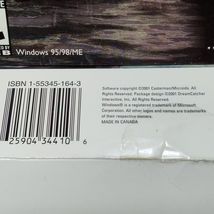 Windows 95/98/ME
ISBN 1-55345-164-3
25904 34410 6
Software copyright ©2001 Casterman/Microids. All
Rights Reserved. Package design ©2001 DreamCatcher
Interactive, Inc. All Rights Reserved.
Windows® is a registered trademark of Microsoft
Corporation. All other logos and names are trademarks
of their respective owners.
MADE IN CANADA